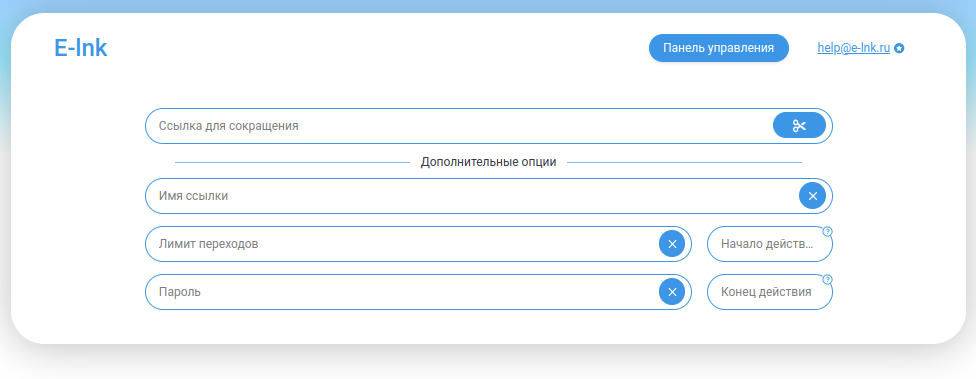 E-lnk
Панель управления
help@e-lnk.ru
Ссылка для сокращения
Дополнительные опции
Имя ссылки
Лимит переходов
Начало действ...
?
Пароль
Конец действия
?